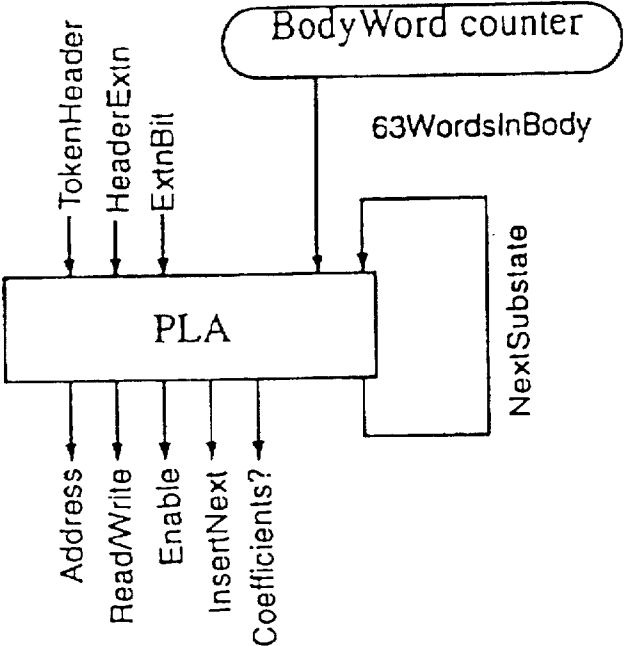 BodyWord counter
63WordsInBody
TokenHeader
HeaderExtn
ExtnBit
PLA
NextSubstate
Address
Read/Write
Enable
InsertNext
Coefficients?